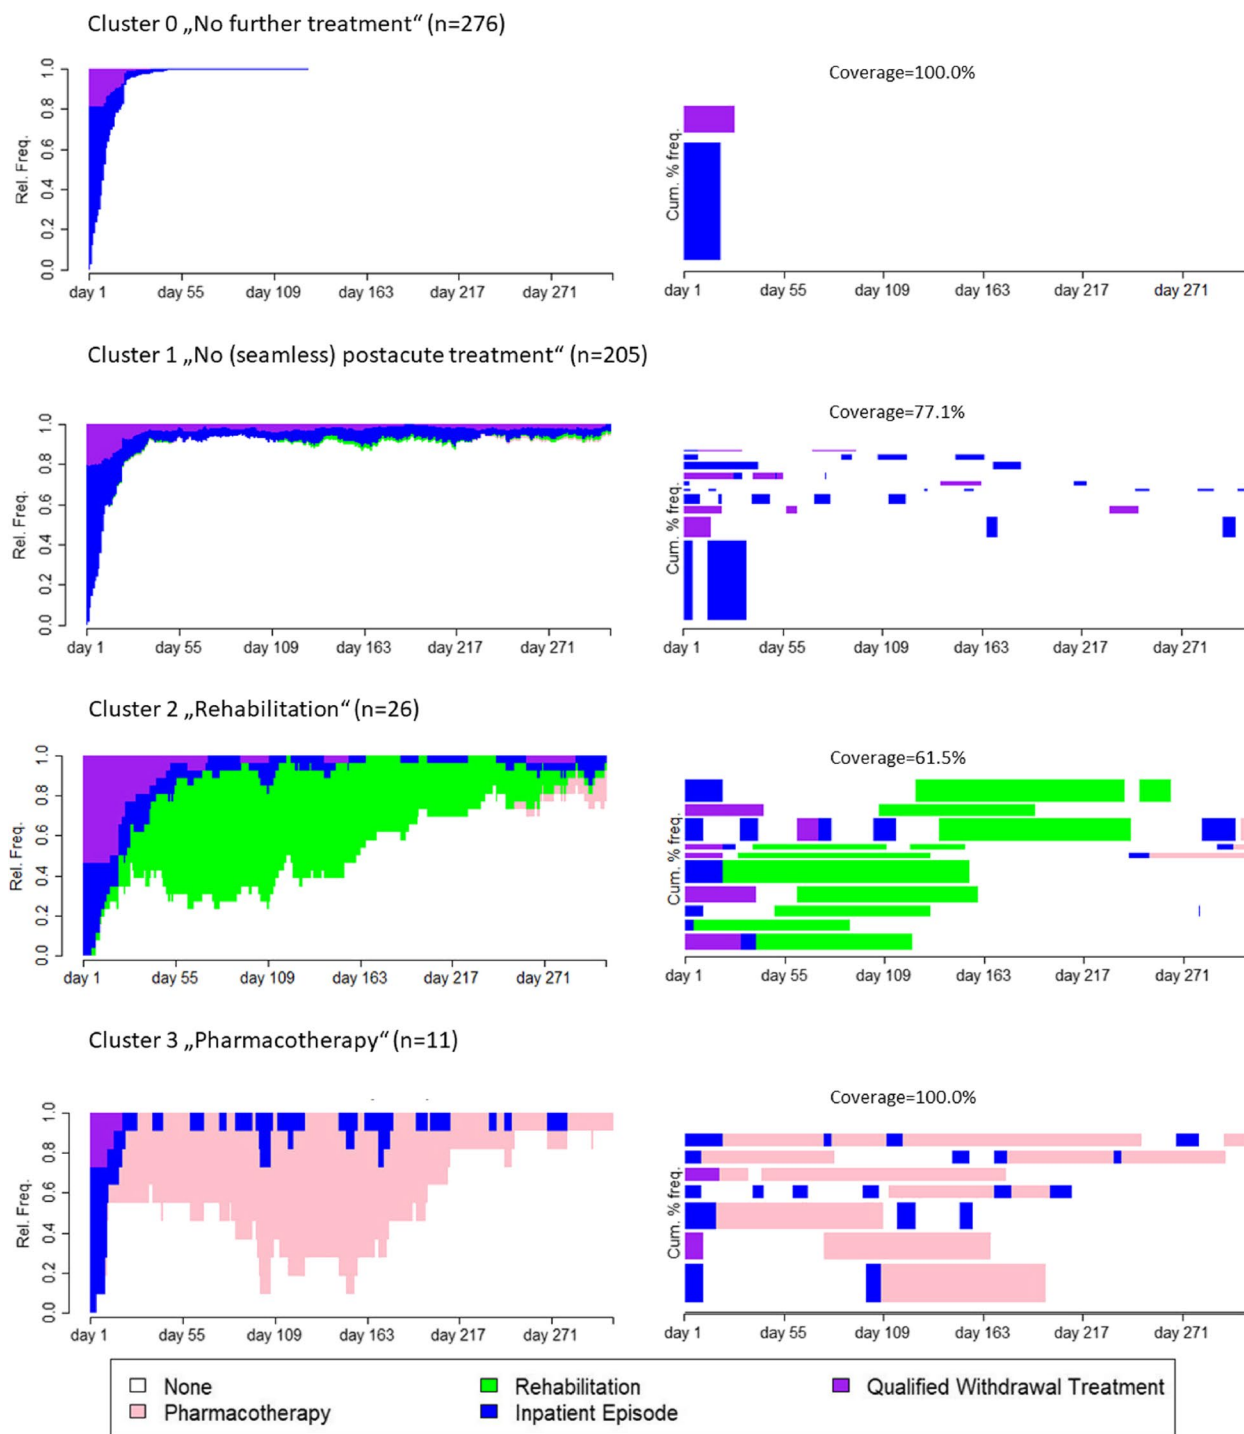 Cluster 0 „No further treatment“ (n=276)
Coverage=100.0%
Rel. Freq.
0.0 0.2 0.4 0.6 0.8 1.0
day 1 day 55 day 109 day 163 day 217 day 271
Cum. % freq.
day 1 day 55 day 109 day 163 day 217 day 271
Cluster 1 „No (seamless) postacute treatment“ (n=205)
Coverage=77.1%
Rel. Freq.
0.0 0.2 0.4 0.6 0.8 1.0
day 1 day 55 day 109 day 163 day 217 day 271
Cum. % freq.
day 1 day 55 day 109 day 163 day 217 day 271
Cluster 2 „Rehabilitation“ (n=26)
Coverage=61.5%
Rel. Freq.
0.0 0.2 0.4 0.6 0.8 1.0
day 1 day 55 day 109 day 163 day 217 day 271
Cum. % freq.
day 1 day 55 day 109 day 163 day 217 day 271
Cluster 3 „Pharmacotherapy“ (n=11)
Coverage=100.0%
Rel. Freq.
0.0 0.2 0.4 0.6 0.8 1.0
day 1 day 55 day 109 day 163 day 217 day 271
Cum. % freq.
day 1 day 55 day 109 day 163 day 217 day 271
None
Rehabilitation
Qualified Withdrawal Treatment
Pharmacotherapy
Inpatient Episode